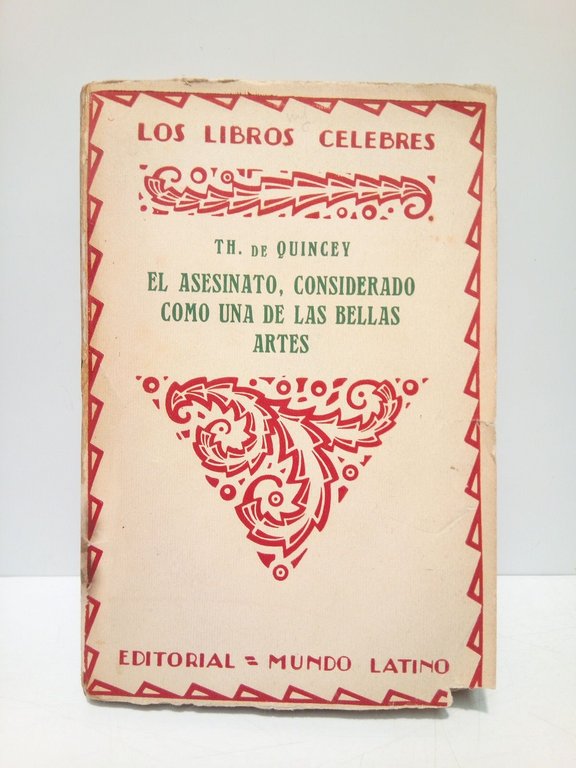 LOS LIBROS CELEBRES
TH. DE QUINCEY
EL ASESINATO, CONSIDERADO
COMO UNA DE LAS BELLAS
ARTES
EDITORIAL = MUNDO LATINO